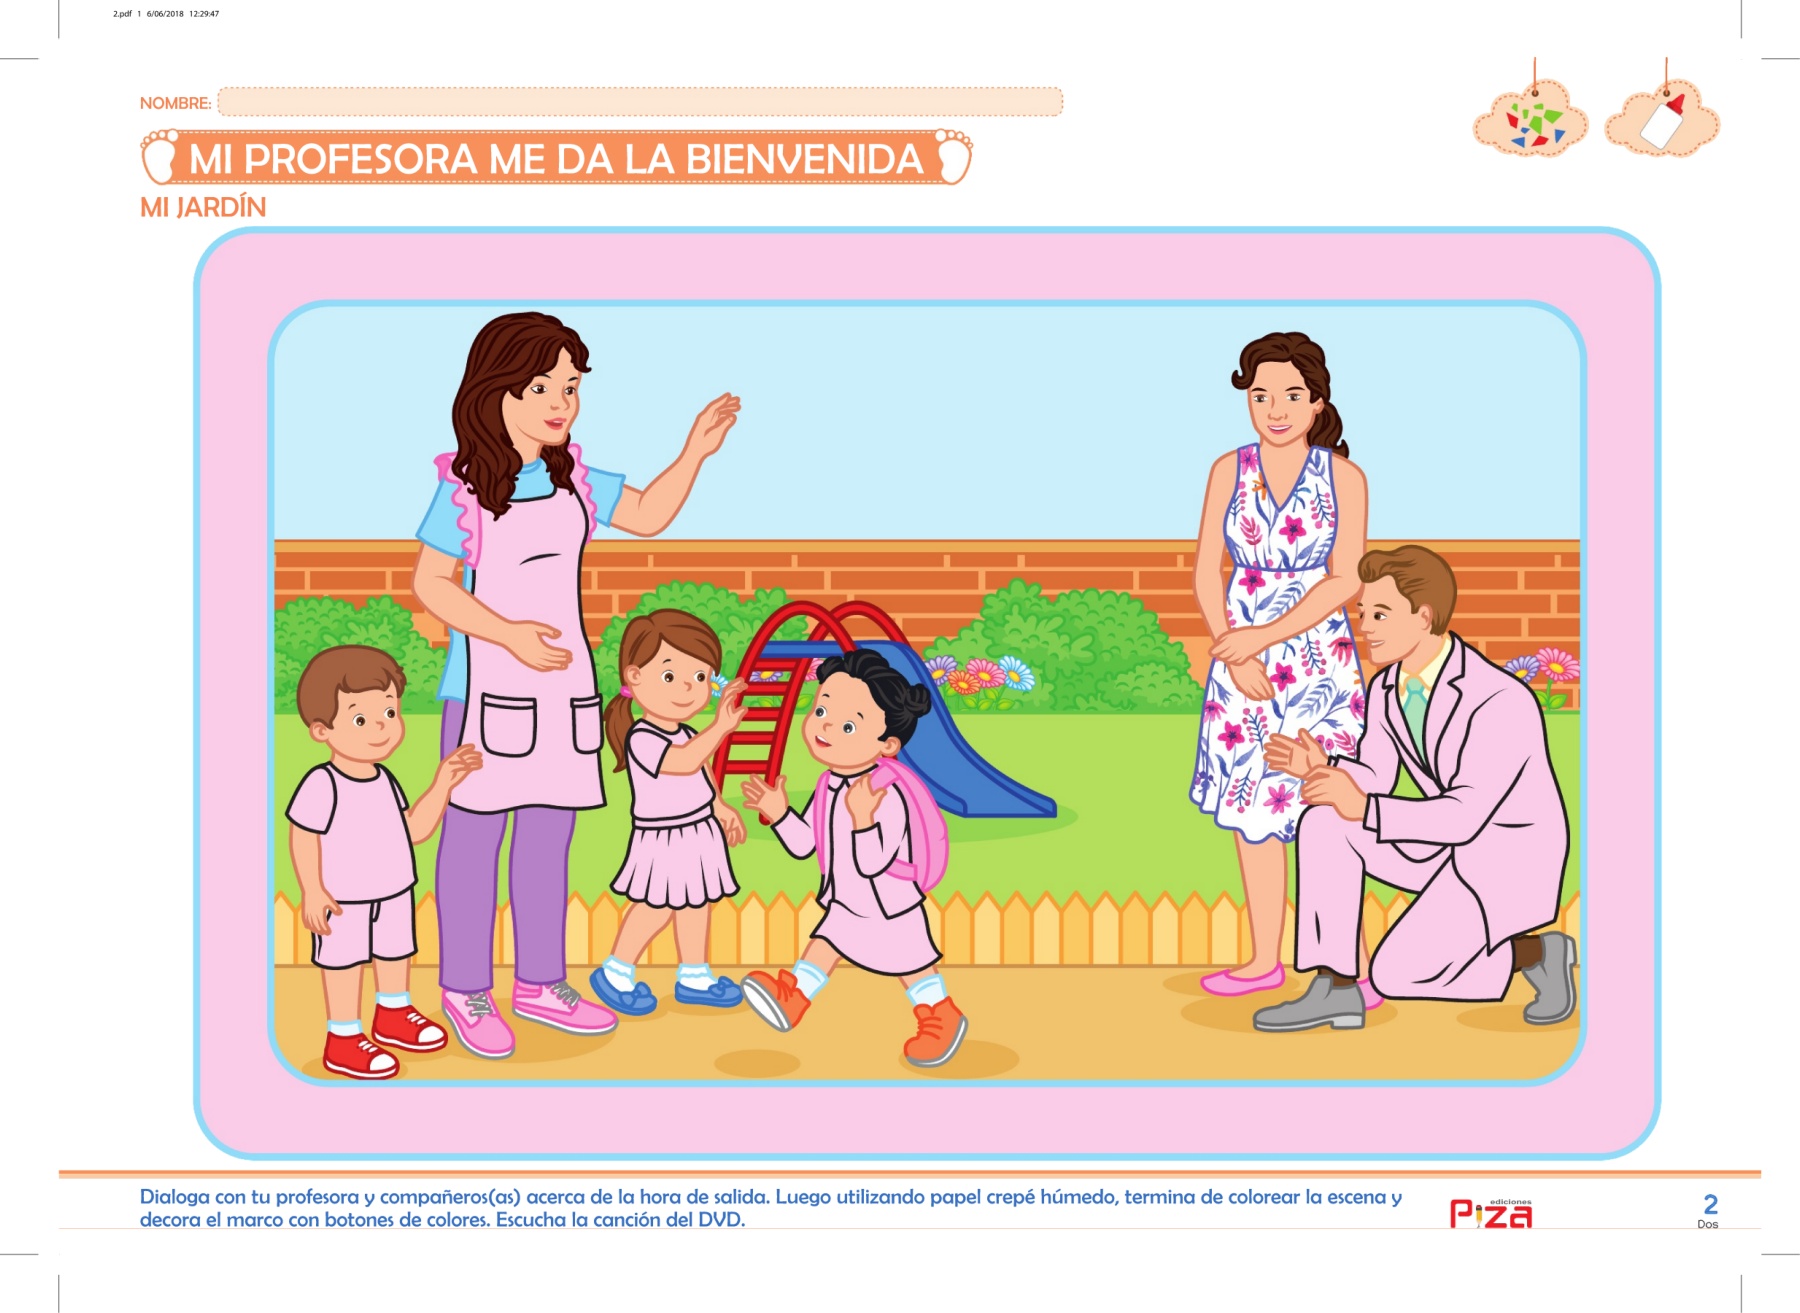 2.pdf 1 6/06/2018 12:29:47
NOMBRE:
MI PROFESORA ME DA LA BIENVENIDA
MI JARDÍN
Dialoga con tu profesora y compañeros(as) acerca de la hora de salida. Luego utilizando papel crepé húmedo, termina de colorear la escena y
decora el marco con botones de colores. Escucha la canción del DVD.
ediciones
Piza
2
Dos